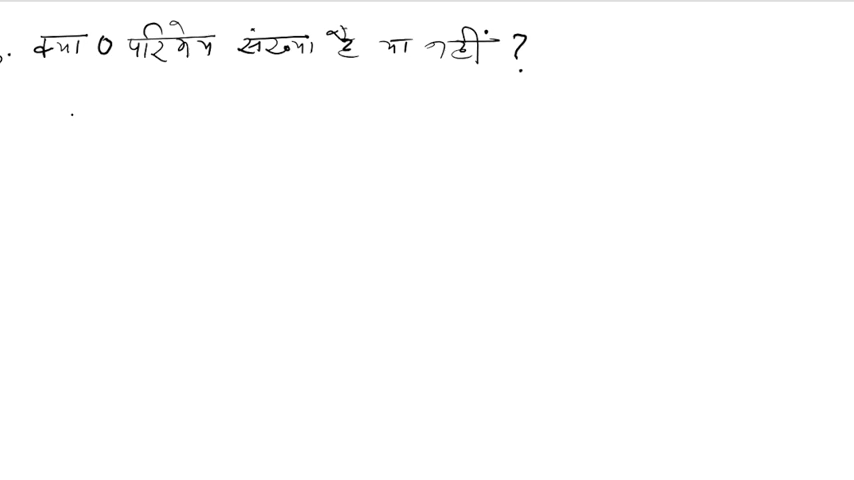 . क्या 0 परिमेय संख्या है या नहीं ?